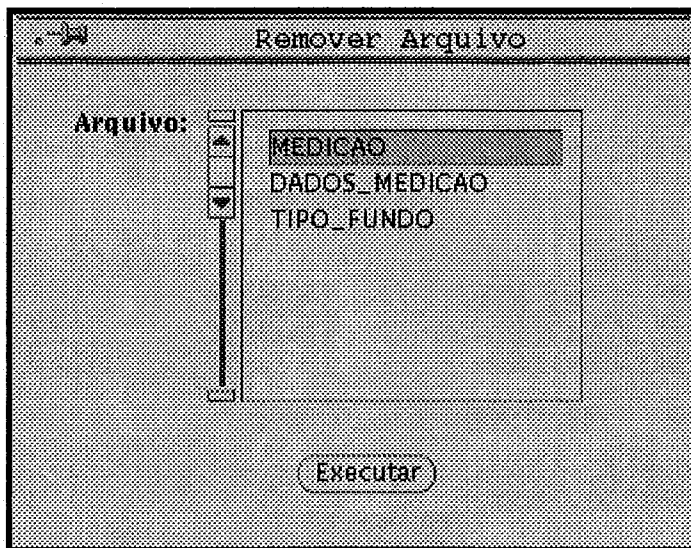 Remover Arquivo
Arquivo:
MEDICAO
DADOS_MEDICAO
TIPO_FUNDO
Executar